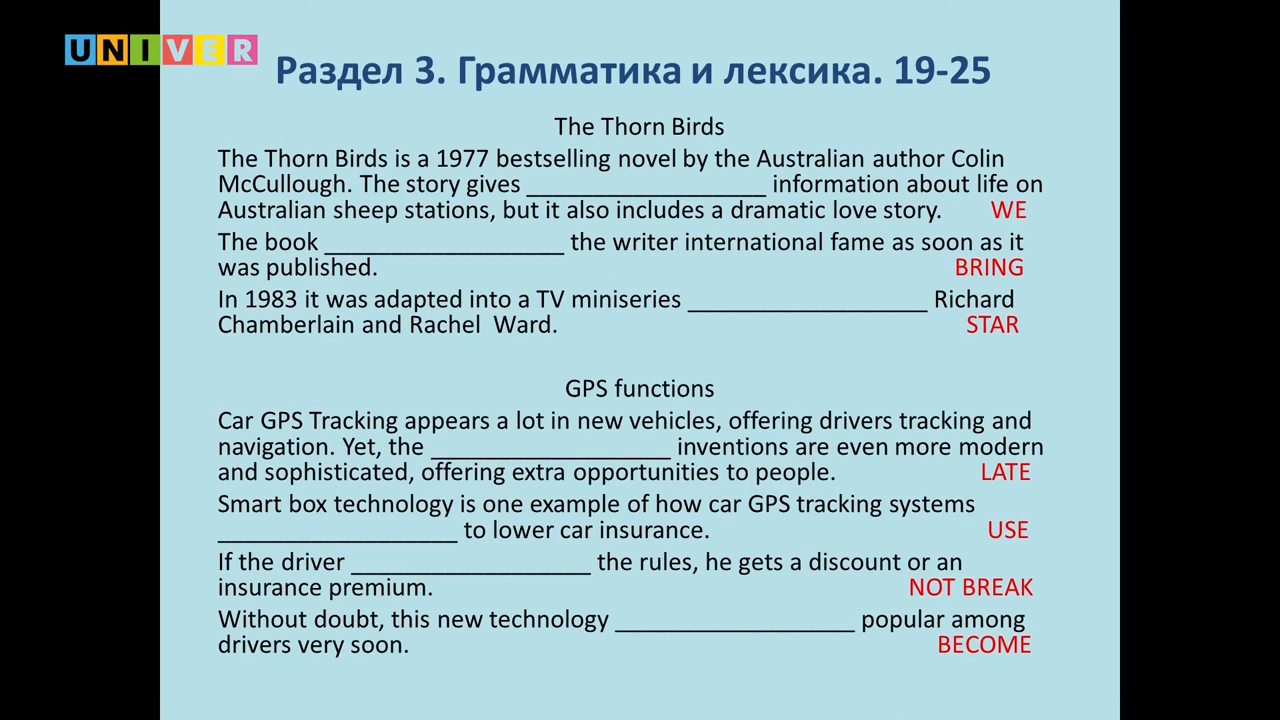 UNIVER
Раздел 3. Грамматика и лексика. 19-25
The Thorn Birds
The Thorn Birds is a 1977 bestselling novel by the Australian author Colin
McCullough. The story gives __________________ information about life on
Australian sheep stations, but it also includes a dramatic love story. WE
The book __________________ the writer international fame as soon as it
was published. BRING
In 1983 it was adapted into a TV miniseries __________________ Richard
Chamberlain and Rachel Ward. STAR
GPS functions
Car GPS Tracking appears a lot in new vehicles, offering drivers tracking and
navigation. Yet, the __________________ inventions are even more modern
and sophisticated, offering extra opportunities to people. LATE
Smart box technology is one example of how car GPS tracking systems
__________________ to lower car insurance. USE
If the driver __________________ the rules, he gets a discount or an
insurance premium. NOT BREAK
Without doubt, this new technology __________________ popular among
drivers very soon. BECOME